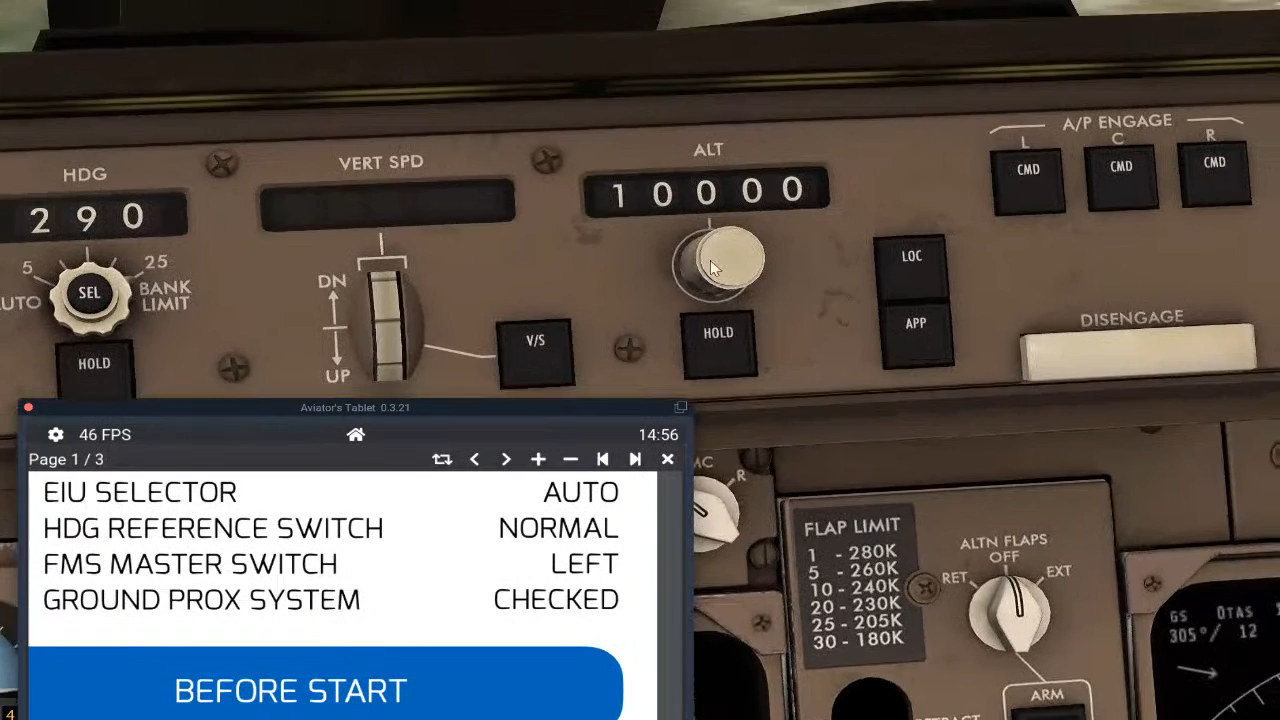 A/P ENGAGE
L C R
HDG
VERT SPD
ALT
CMD
CMD
CMD
290
10000
5
25
AUTO
SEL
BANK
LIMIT
DN
UP
HOLD
V/S
HOLD
LOC
APP
DISENGAGE
Aviator's Tablet 0.3.21
46 FPS
14:56
Page 1 / 3
EIU SELECTOR AUTO
HDG REFERENCE SWITCH NORMAL
FMS MASTER SWITCH LEFT
GROUND PROX SYSTEM CHECKED
BEFORE START
R
FLAP LIMIT
1 - 280K
5 - 260K
10 - 240K
20 - 230K
25 - 205K
30 - 180K
ALTN FLAPS
OFF
RET
EXT
ARM
GS 0TAS
305°/ 12
4